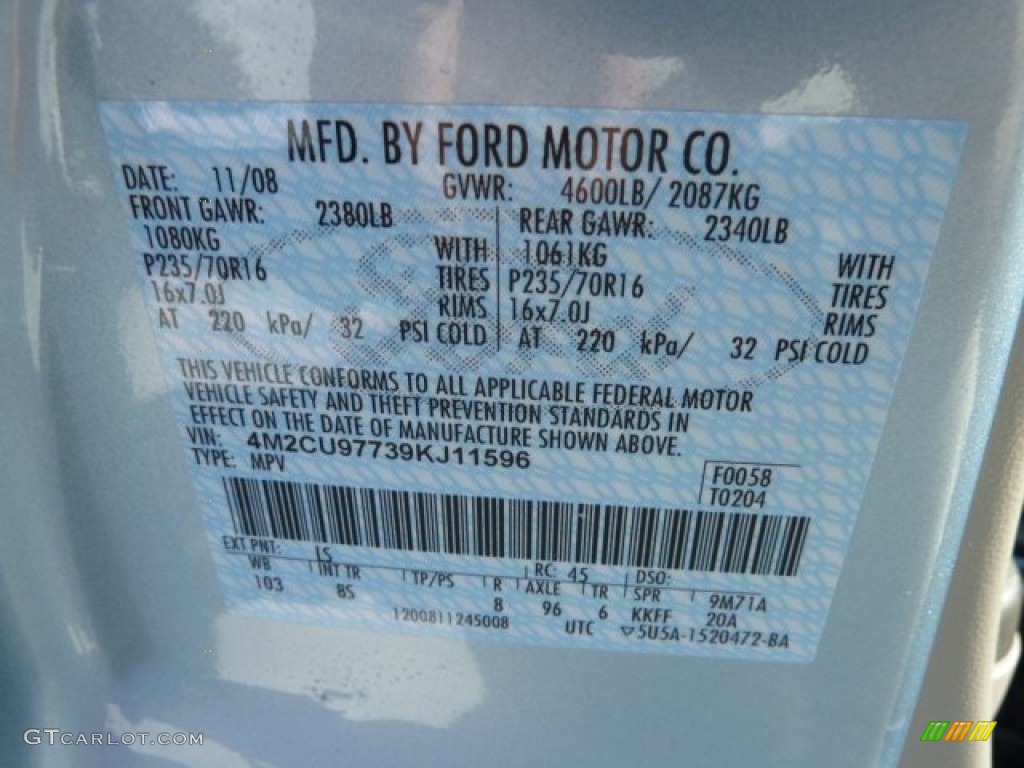 MFD. BY FORD MOTOR CO.
DATE: 11/08 GVWR: 4600LB/ 2087KG
FRONT GAWR: 2380LB REAR GAWR: 2340LB
1080KG WITH 1061KG WITH
P235/70R16 TIRES P235/70R16 TIRES
16x7.0J RIMS 16x7.0J RIMS
AT 220 kPa/ 32 PSI COLD AT 220 kPa/ 32 PSI COLD
THIS VEHICLE CONFORMS TO ALL APPLICABLE FEDERAL MOTOR
VEHICLE SAFETY AND THEFT PREVENTION STANDARDS IN
EFFECT ON THE DATE OF MANUFACTURE SHOWN ABOVE.
VIN: 4M2CU97739KJ11596
TYPE: MPV
F0058
T0204
EXT PNT: LS RC: 45 DSO:
WB INT TR TP/PS R AXLE TR SPR 9M71A
103 8S 8 96 6 KKFF 20A
1200811245008 UTC ▽5U5A-1520472-BA
GTCARLOT.COM